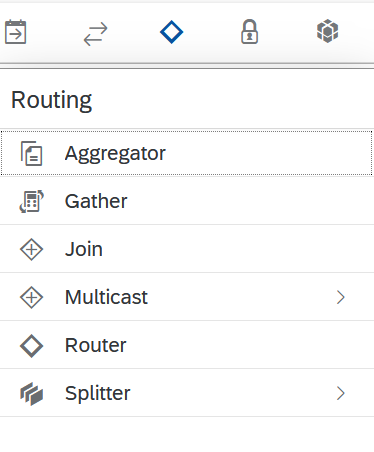 Routing
Aggregator
Gather
Join
Multicast
Router
Splitter